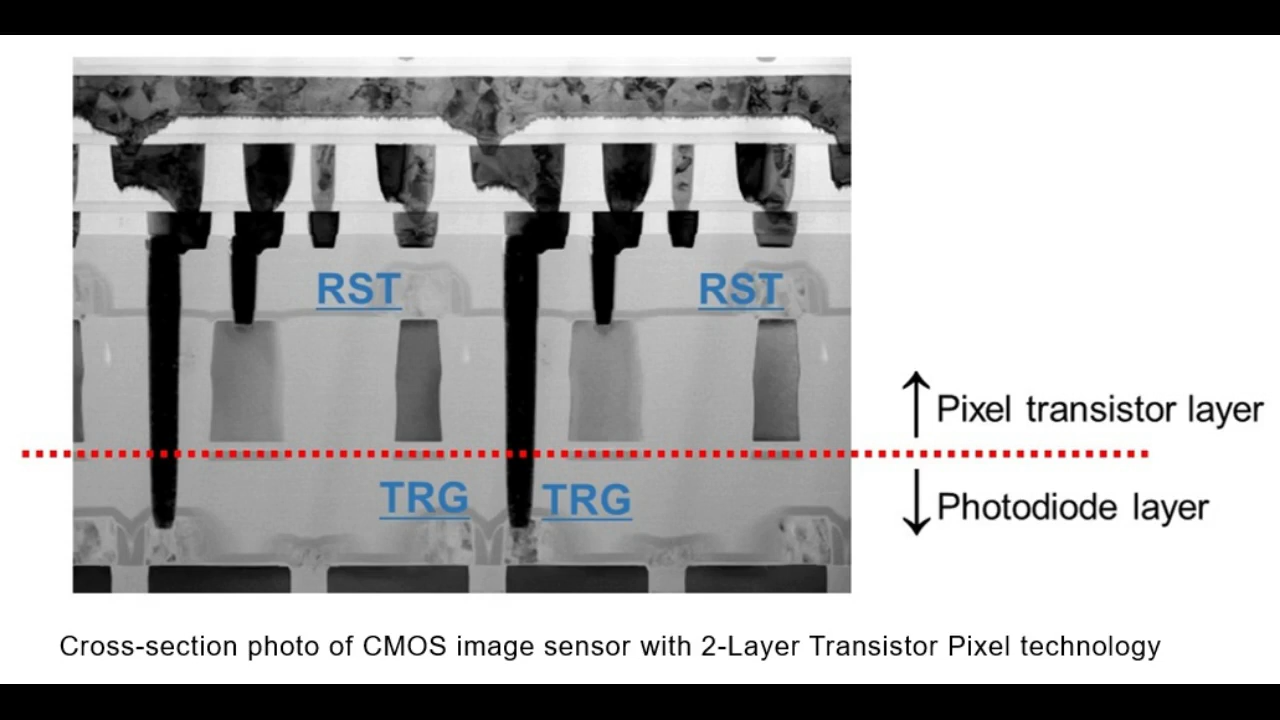 RST
RST
Pixel transistor layer
TRG
TRG
Photodiode layer
Cross-section photo of CMOS image sensor with 2-Layer Transistor Pixel technology